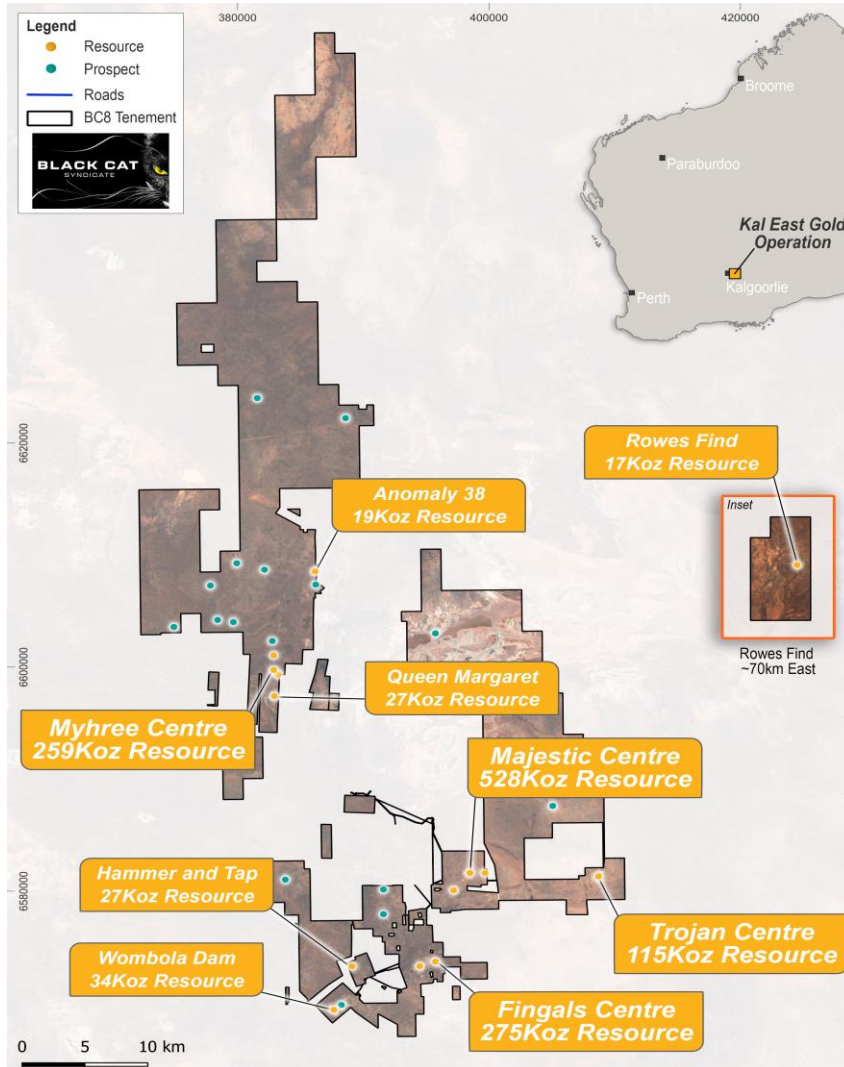 380000
400000
420000
Legend
Resource
Prospect
Roads
BC8 Tenement
BLACK CAT
SYNDICATE
Broome
Paraburdoo
Kal East Gold
Operation
Kalgoorlie
Perth
6620000
Rowes Find
17Koz Resource
Anomaly 38
19Koz Resource
Inset
Rowes Find
~70km East
6600000
Queen Margaret
27Koz Resource
Myhree Centre
259Koz Resource
Majestic Centre
528Koz Resource
Hammer and Tap
27Koz Resource
6580000
Trojan Centre
115Koz Resource
Wombola Dam
34Koz Resource
Fingals Centre
275Koz Resource
0 5 10 km